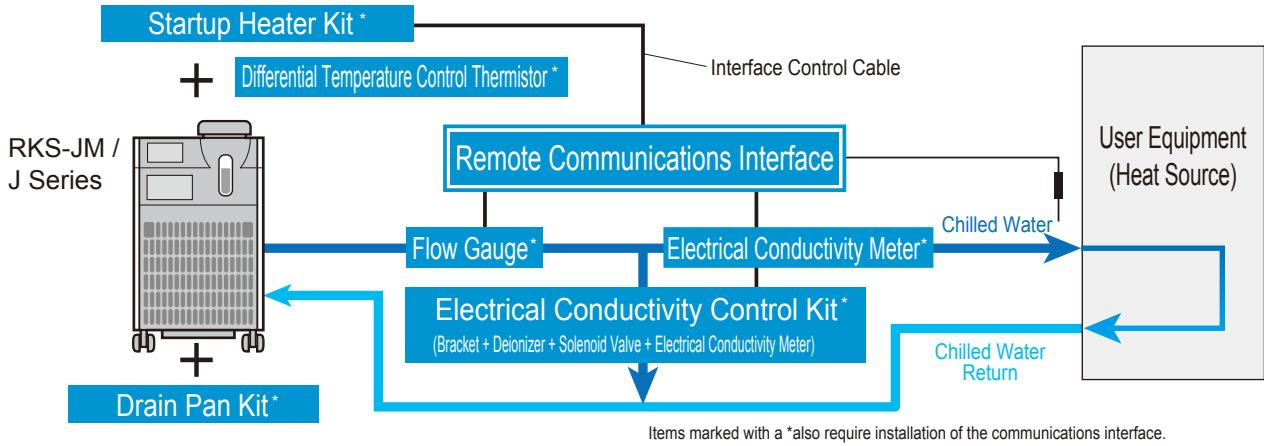 Startup Heater Kit *
Differential Temperature Control Thermistor *
Interface Control Cable
RKS-JM /
J Series
Remote Communications Interface
User Equipment
(Heat Source)
Chilled Water
Flow Gauge*
Electrical Conductivity Meter*
Electrical Conductivity Control Kit *
(Bracket + Deionizer + Solenoid Valve + Electrical Conductivity Meter)
Chilled Water
Return
Drain Pan Kit *
Items marked with a *also require installation of the communications interface.